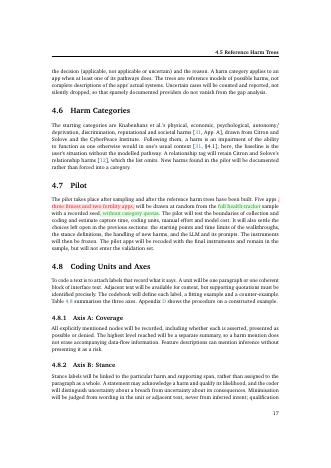 4.5 Reference Harm Trees
the decision (applicable, not applicable or uncertain) and the reason. A harm category applies to an
app when at least one of its pathways does. The trees are reference models of possible harms, not
complete descriptions of the apps' actual systems. Uncertain cases will be counted and reported, not
silently dropped, so that sparsely documented providers do not vanish from the gap analysis.
4.6 Harm Categories
The starting categories are Knabenhans et al.'s physical, economic, psychological, autonomy/
deprivation, discrimination, reputational and societal harms [31, App. A], drawn from Citron and
Solove and the CyberPeace Institute. Following them, a harm is an impairment of the ability
to function as one otherwise would in one's usual context [31, §4.1]; here, the baseline is the
user's situation without the modelled pathway. A relationship tag will retain Citron and Solove's
relationship harms [12], which the list omits. New harms found in the pilot will be documented
rather than forced into a category.
4.7 Pilot
The pilot takes place after sampling and after the reference harm trees have been built. Five apps ,
three fitness and two fertility apps, will be drawn at random from the full health-tracker sample
with a recorded seed, without category quotas. The pilot will test the boundaries of collection and
coding and estimate capture time, coding units, manual effort and model cost. It will also settle the
choices left open in the previous sections: the starting points and time limits of the walkthroughs,
the stance definitions, the handling of new harms, and the LLM and its prompts. The instruments
will then be frozen. The pilot apps will be recoded with the final instruments and remain in the
sample, but will not enter the validation set.
4.8 Coding Units and Axes
To code a text is to attach labels that record what it says. A unit will be one paragraph or one coherent
block of interface text. Adjacent text will be available for context, but supporting quotations must be
identified precisely. The codebook will define each label, a fitting example and a counter-example.
Table 4.8 summarises the three axes. Appendix D shows the procedure on a constructed example.
4.8.1 Axis A: Coverage
All explicitly mentioned nodes will be recorded, including whether each is asserted, presented as
possible or denied. The highest level reached will be a separate summary, so a harm mention does
not erase accompanying data-flow information. Feature descriptions can mention inference without
presenting it as a risk.
4.8.2 Axis B: Stance
Stance labels will be linked to the particular harm and supporting span, rather than assigned to the
paragraph as a whole. A statement may acknowledge a harm and qualify its likelihood, and the coder
will distinguish uncertainty about a breach from uncertainty about its consequences. Minimisation
will be judged from wording in the unit or adjacent text, never from inferred intent; qualification
17